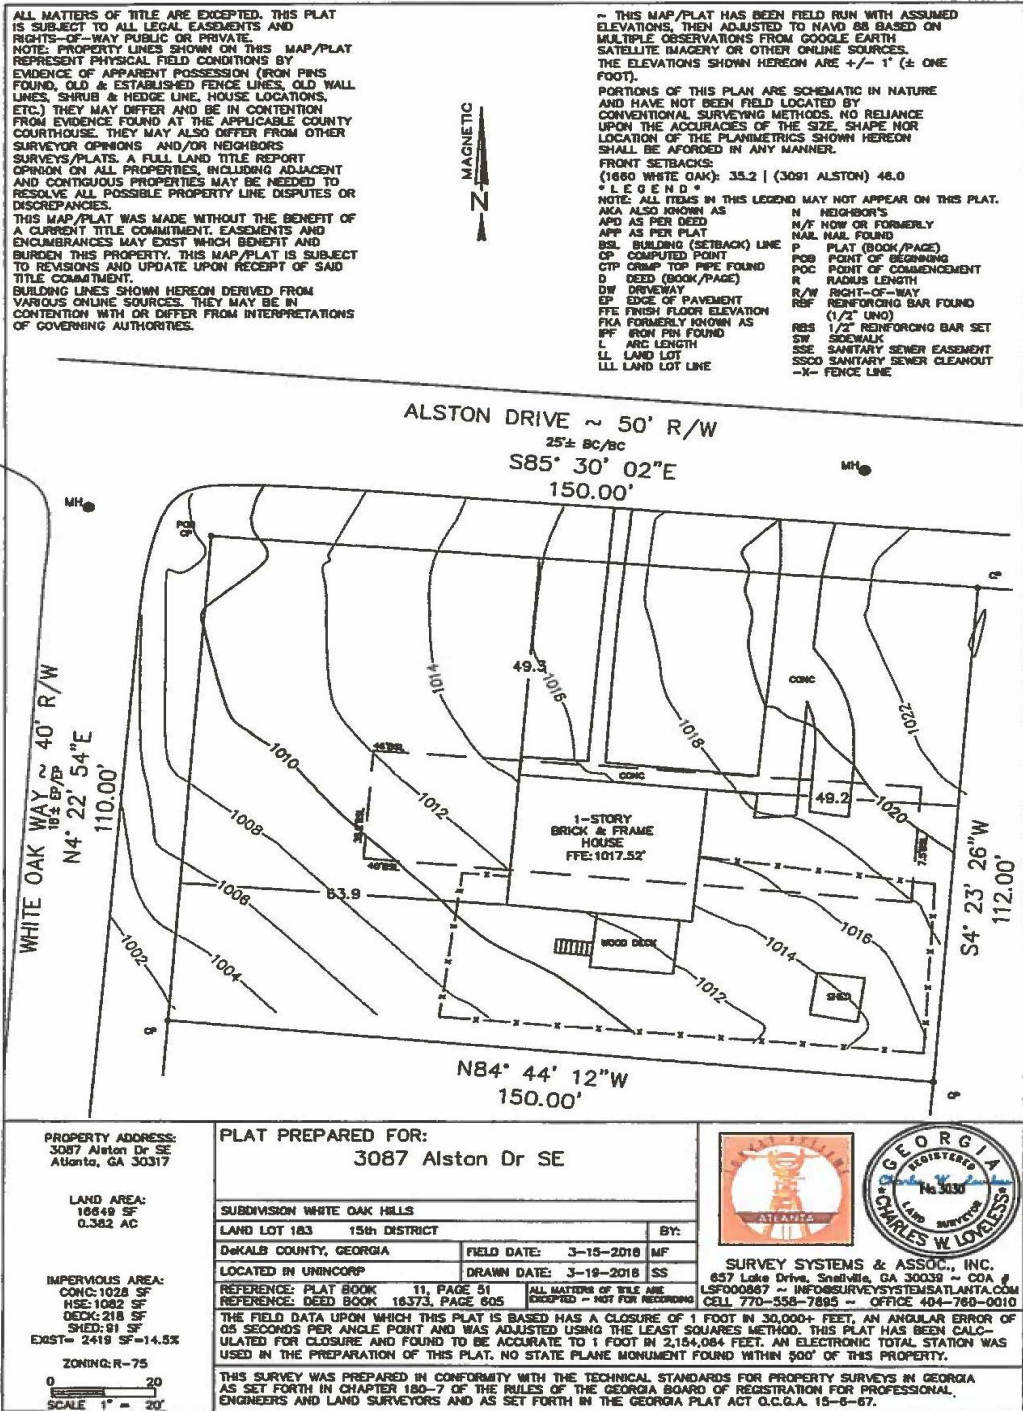 ALL MATTERS OF TITLE ARE EXCEPTED. THIS PLAT
IS SUBJECT TO ALL LEGAL EASEMENTS AND
RIGHTS-OF-WAY PUBLIC OR PRIVATE.
NOTE: PROPERTY LINES SHOWN ON THIS MAP/PLAT
REPRESENT PHYSICAL FIELD CONDITIONS BY
EVIDENCE OF APPARENT POSSESSION (IRON PINS
FOUND, OLD & ESTABLISHED FENCE LINES, OLD WALL
LINES, SHRUB & HEDGE LINE, HOUSE LOCATIONS,
ETC.) THEY MAY DIFFER AND BE IN CONTENTION
FROM EVIDENCE FOUND AT THE APPLICABLE COUNTY
COURTHOUSE. THEY MAY ALSO DIFFER FROM OTHER
SURVEYOR OPINIONS AND/OR NEIGHBORS
SURVEYS/PLATS. A FULL LAND TITLE REPORT
OPINION ON ALL PROPERTIES, INCLUDING ADJACENT
AND CONTIGUOUS PROPERTIES MAY BE NEEDED TO
RESOLVE ALL POSSIBLE PROPERTY LINE DISPUTES OR
DISCREPANCIES.
THIS MAP/PLAT WAS MADE WITHOUT THE BENEFIT OF
A CURRENT TITLE COMMITMENT. EASEMENTS AND
ENCUMBRANCES MAY EXIST WHICH BENEFIT AND
BURDEN THIS PROPERTY. THIS MAP/PLAT IS SUBJECT
TO REVISIONS AND UPDATE UPON RECEIPT OF SAID
TITLE COMMITMENT.
BUILDING LINES SHOWN HEREON DERIVED FROM
VARIOUS ONLINE SOURCES. THEY MAY BE IN
CONTENTION WITH OR DIFFER FROM INTERPRETATIONS
OF GOVERNING AUTHORITIES.
MAGNETIC
N
~ THIS MAP/PLAT HAS BEEN FIELD RUN WITH ASSUMED
ELEVATIONS, THEN ADJUSTED TO NAVD 88 BASED ON
MULTIPLE OBSERVATIONS FROM GOOGLE EARTH
SATELLITE IMAGERY OR OTHER ONLINE SOURCES.
THE ELEVATIONS SHOWN HEREON ARE +/- 1' (± ONE
FOOT).
PORTIONS OF THIS PLAN ARE SCHEMATIC IN NATURE
AND HAVE NOT BEEN FIELD LOCATED BY
CONVENTIONAL SURVEYING METHODS. NO RELIANCE
UPON THE ACCURACIES OF THE SIZE, SHAPE NOR
LOCATION OF THE PLANIMETRICS SHOWN HEREON
SHALL BE AFORDED IN ANY MANNER.
FRONT SETBACKS:
(1660 WHITE OAK): 35.2 | (3091 ALSTON) 46.0
* L E G E N D *
NOTE: ALL ITEMS IN THIS LEGEND MAY NOT APPEAR ON THIS PLAT.
AKA ALSO KNOWN AS
APD AS PER DEED
APP AS PER PLAT
BSL BUILDING (SETBACK) LINE
CP COMPUTED POINT
CTP CRIMP TOP PIPE FOUND
D DEED (BOOK/PAGE)
DW DRIVEWAY
EP EDGE OF PAVEMENT
FFE FINISH FLOOR ELEVATION
FKA FORMERLY KNOWN AS
IPF IRON PIN FOUND
L ARC LENGTH
LL LAND LOT
LLL LAND LOT LINE
N NEIGHBOR'S
N/F NOW OR FORMERLY
NAIL NAIL FOUND
P PLAT (BOOK/PAGE)
POB POINT OF BEGINNING
POC POINT OF COMMENCEMENT
R RADIUS LENGTH
R/W RIGHT-OF-WAY
RBF REINFORCING BAR FOUND
(1/2" UNO)
RBS 1/2" REINFORCING BAR SET
SW SIDEWALK
SSE SANITARY SEWER EASEMENT
SSCO SANITARY SEWER CLEANOUT
-X- FENCE LINE
ALSTON DRIVE ~ 50' R/W
25'± BC/BC
S85° 30' 02"E
150.00'
MH
MH
POB
CP
CP
WHITE OAK WAY ~ 40' R/W
18'± EP/EP
N4° 22' 54"E
110.00'
49.3
1014
1016
1018
CONC
1022
1010
46'BSL
1012
CONC
49.2
1020
1-STORY
BRICK & FRAME
HOUSE
FFE: 1017.52'
7.5'BSL
40'BSL
1008
1006
63.9
1002
1004
WOOD DECK
1014
1016
1012
SHED
S4° 23' 26"W
112.00'
CP
CP
N84° 44' 12"W
150.00'
PROPERTY ADDRESS:
3087 Alston Dr SE
Atlanta, GA 30317
LAND AREA:
16649 SF
0.382 AC
IMPERVIOUS AREA:
CONC: 1028 SF
HSE: 1082 SF
DECK: 218 SF
SHED: 91 SF
EXIST= 2419 SF=14.5%
ZONING: R-75
0 20
SCALE 1" = 20'
PLAT PREPARED FOR:
3087 Alston Dr SE
SUBDIVISION WHITE OAK HILLS
LAND LOT 183 15th DISTRICT BY:
DeKALB COUNTY, GEORGIA FIELD DATE: 3-15-2018 MF
LOCATED IN UNINCORP DRAWN DATE: 3-19-2018 SS
REFERENCE: PLAT BOOK 11, PAGE 51
REFERENCE: DEED BOOK 16373, PAGE 605
ALL MATTERS OF TITLE ARE
EXCEPTED - NOT FOR RECORDING
SURVEY SYSTEMS
ATLANTA
GEORGIA
REGISTERED
No. 3030
LAND SURVEYOR
CHARLES W. LOVELESS
SURVEY SYSTEMS & ASSOC., INC.
657 Lake Drive, Snellville, GA 30039 ~ COA #
LSF000867 ~ INFO@SURVEYSYSTEMSATLANTA.COM
CELL 770-558-7895 ~ OFFICE 404-760-0010
THE FIELD DATA UPON WHICH THIS PLAT IS BASED HAS A CLOSURE OF 1 FOOT IN 30,000+ FEET, AN ANGULAR ERROR OF
05 SECONDS PER ANGLE POINT AND WAS ADJUSTED USING THE LEAST SQUARES METHOD. THIS PLAT HAS BEEN CALC-
ULATED FOR CLOSURE AND FOUND TO BE ACCURATE TO 1 FOOT IN 2,154,084 FEET. AN ELECTRONIC TOTAL STATION WAS
USED IN THE PREPARATION OF THIS PLAT. NO STATE PLANE MONUMENT FOUND WITHIN 500' OF THIS PROPERTY.
THIS SURVEY WAS PREPARED IN CONFORMITY WITH THE TECHNICAL STANDARDS FOR PROPERTY SURVEYS IN GEORGIA
AS SET FORTH IN CHAPTER 180-7 OF THE RULES OF THE GEORGIA BOARD OF REGISTRATION FOR PROFESSIONAL
ENGINEERS AND LAND SURVEYORS AND AS SET FORTH IN THE GEORGIA PLAT ACT O.C.G.A. 15-6-67.